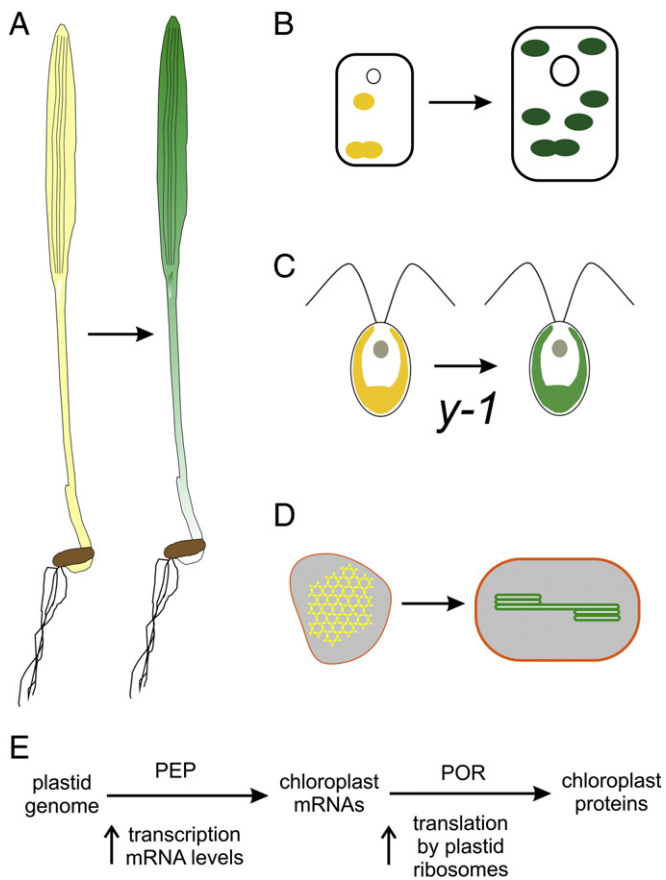 A
B
C
y-1
D
E
plastid
genome
PEP
transcription
mRNA levels
chloroplast
mRNAs
POR
translation
by plastid
ribosomes
chloroplast
proteins